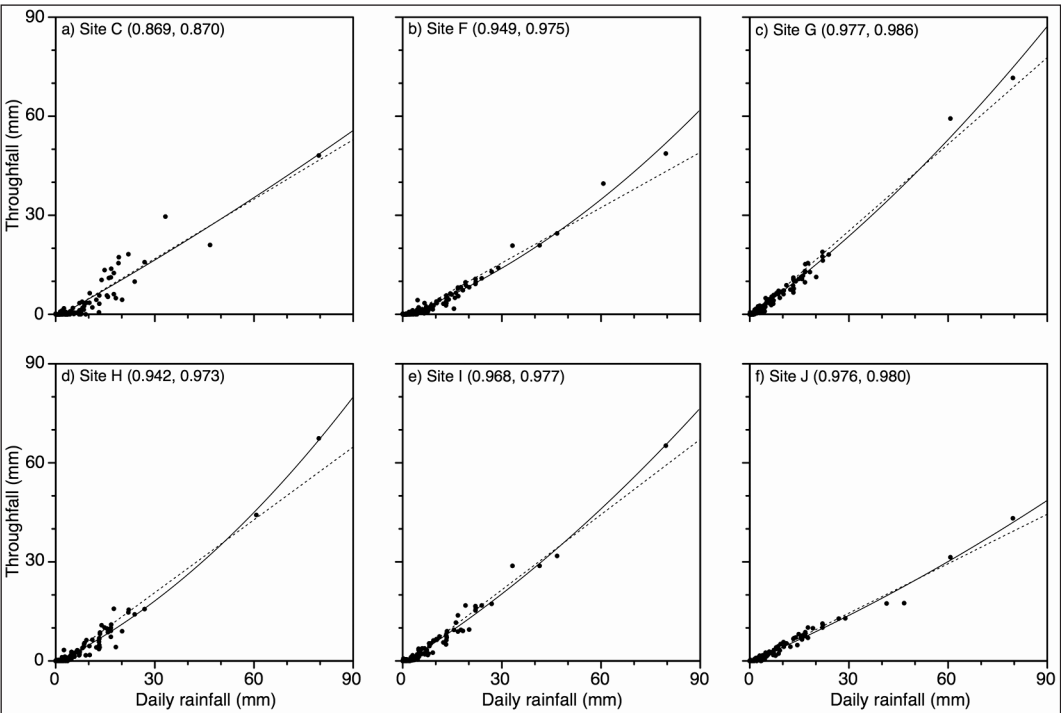 90
a) Site C (0.869, 0.870)
b) Site F (0.949, 0.975)
c) Site G (0.977, 0.986)
60
30
0
Throughfall (mm)
90
d) Site H (0.942, 0.973)
e) Site I (0.968, 0.977)
f) Site J (0.976, 0.980)
60
30
0
Throughfall (mm)
0 30 60 90
0 30 60 90
0 30 60 90
Daily rainfall (mm)
Daily rainfall (mm)
Daily rainfall (mm)